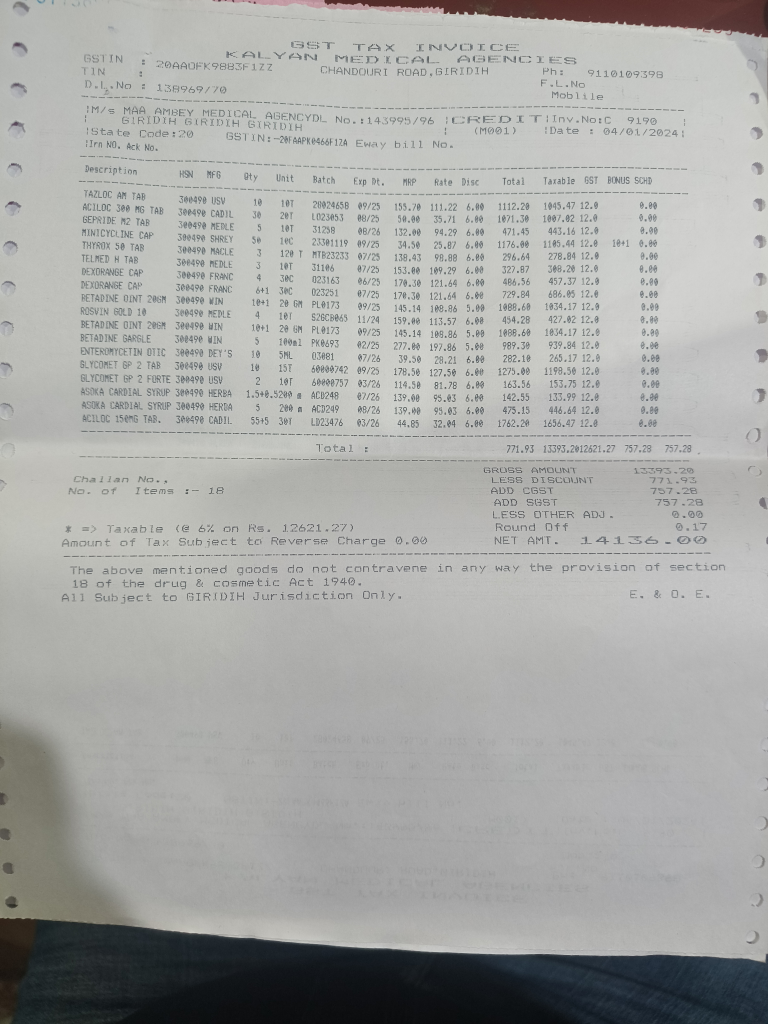 GST TAX INVOICE
KALYAN MEDICAL AGENCIES
GSTIN : 20AAOFK9883F1ZZ CHANDOURI ROAD,GIRIDIH Ph: 9110109398
TIN : F.L.No
D.L.No : 138969/70 Moblile
!M/s MAA AMBEY MEDICAL AGENCYDL No.:143995/96 !CREDIT!Inv.No:C 9190 !
! GIRIDIH GIRIDIH GIRIDIH ! (M001) !Date : 04/01/2024!
!State Code:20 GSTIN:-20FAAPK0466F1ZA Eway bill No.
!Irn NO. Ack No.
Description HSN MFG Qty Unit Batch Exp Dt. MRP Rate Disc Total Taxable GST BONUS SCHD
TAZLOC AM TAB 300490 USV 10 10T 28024658 09/25 155.70 111.22 6.00 1112.20 1045.47 12.0 0.00
ACILOC 300 MG TAB 300490 CADIL 30 20T LD23053 08/25 50.00 35.71 6.00 1071.30 1007.02 12.0 0.00
GEPRIDE M2 TAB 300490 MEDLE 5 10T 31258 08/26 132.00 94.29 6.00 471.45 443.16 12.0 0.00
MINICYCLINE CAP 300490 SHREY 50 10C 23301119 09/25 34.50 25.87 6.00 1176.00 1105.44 12.0 10+1 0.00
THYROX 50 TAB 300490 MACLE 3 120 T MTB23233 07/25 138.43 98.88 6.00 296.64 278.84 12.0 0.00
TELMED H TAB 300490 MEDLE 3 10T 31106 07/25 153.00 109.29 6.00 327.87 308.20 12.0 0.00
DEXORANGE CAP 300490 FRANC 4 30C 023163 06/25 170.30 121.64 6.00 486.56 457.37 12.0 0.00
DEXORANGE CAP 300490 FRANC 6+1 30C 023251 07/25 170.30 121.64 6.00 729.84 686.05 12.0 0.00
BETADINE OINT 20GM 300490 WIN 10+1 20 GM PL0173 09/25 145.14 108.86 5.00 1088.60 1034.17 12.0 0.00
ROSVIN GOLD 10 300490 MEDLE 4 10T S2GCB065 11/24 159.00 113.57 6.00 454.28 427.02 12.0 0.00
BETADINE OINT 20GM 300490 WIN 10+1 20 GM PL0173 09/25 145.14 108.86 5.00 1088.60 1034.17 12.0 0.00
BETADINE GARGLE 300490 WIN 5 100ml PK0693 02/25 277.00 197.86 5.00 989.30 939.84 12.0 0.00
ENTEROMYCETIN OTIC 300490 DEY'S 10 5ML 03081 07/26 39.50 28.21 6.00 282.10 265.17 12.0 0.00
GLYCOMET GP 2 TAB 300490 USV 10 15T 60000742 09/25 178.50 127.50 6.00 1275.00 1198.50 12.0 0.00
GLYCOMET GP 2 FORTE 300490 USV 2 10T 60000757 03/26 114.50 81.78 6.00 163.56 153.75 12.0 0.00
ASOKA CARDIAL SYRUP 300490 HERBA 1.5+0.5200 m ACD248 07/26 139.00 95.03 6.00 142.55 133.99 12.0 0.00
ASOKA CARDIAL SYRUP 300490 HERBA 5 200 m ACD249 08/26 139.00 95.03 6.00 475.15 446.64 12.0 0.00
ACILOC 150MG TAB. 300490 CADIL 55+5 30T LD23476 03/26 44.85 32.04 6.00 1762.20 1656.47 12.0 0.00
Total : 771.93 13393.2012621.27 757.28 757.28
GROSS AMOUNT 13393.20
Challan No., LESS DISCOUNT 771.93
No. of Items :- 18 ADD CGST 757.28
ADD SGST 757.28
LESS OTHER ADJ. 0.00
* => Taxable (@ 6% on Rs. 12621.27) Round Off 0.17
Amount of Tax Subject to Reverse Charge 0.00 NET AMT. 14136.00
The above mentioned goods do not contravene in any way the provision of section
18 of the drug & cosmetic Act 1940.
All Subject to GIRIDIH Jurisdiction Only. E. & O. E.